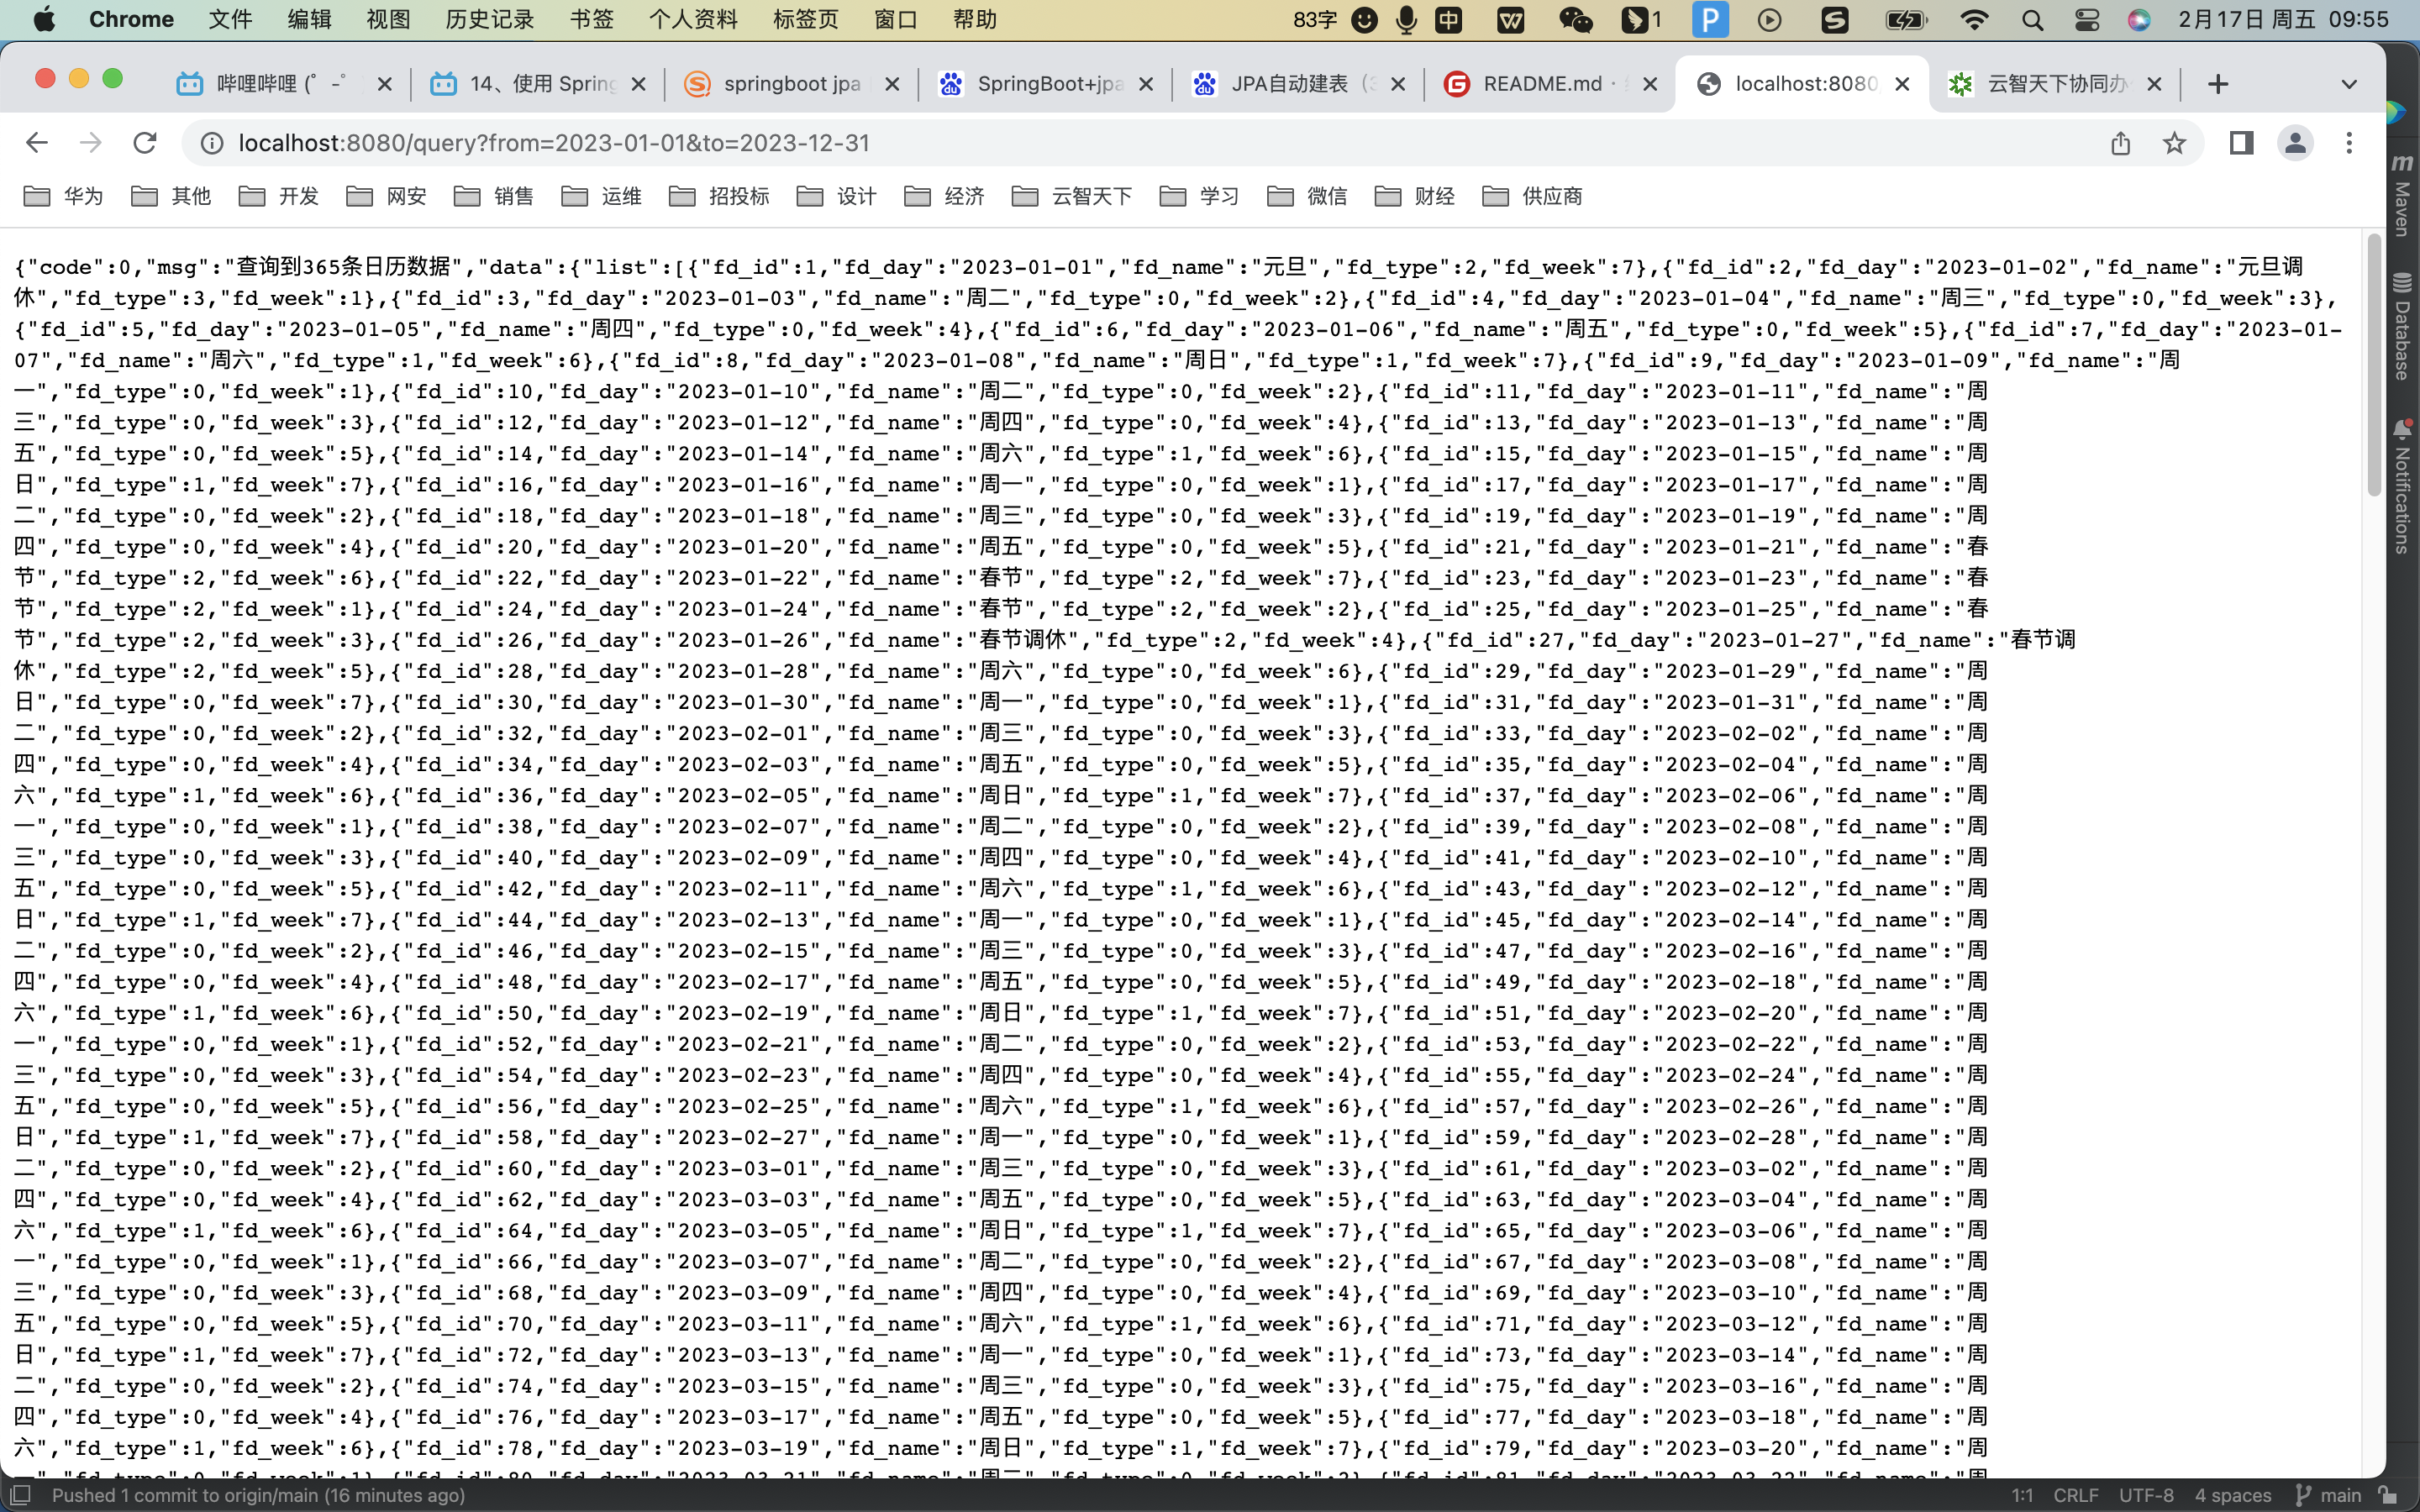 Chrome 文件 编辑 视图 历史记录 书签 个人资料 标签页 窗口 帮助 83字 中 1 P 2月17日 周五 09:55
哔哩哔哩 (゜-゜ 14、使用 Spring springboot jpa SpringBoot+jpa JPA自动建表 README.md · localhost:8080 云智天下协同办
localhost:8080/query?from=2023-01-01&to=2023-12-31
华为 其他 开发 网安 销售 运维 招投标 设计 经济 云智天下 学习 微信 财经 供应商
{"code":0,"msg":"查询到365条日历数据","data":{"list":[{"fd_id":1,"fd_day":"2023-01-01","fd_name":"元旦","fd_type":2,"fd_week":7},{"fd_id":2,"fd_day":"2023-01-02","fd_name":"元旦调
休","fd_type":3,"fd_week":1},{"fd_id":3,"fd_day":"2023-01-03","fd_name":"周二","fd_type":0,"fd_week":2},{"fd_id":4,"fd_day":"2023-01-04","fd_name":"周三","fd_type":0,"fd_week":3},
{"fd_id":5,"fd_day":"2023-01-05","fd_name":"周四","fd_type":0,"fd_week":4},{"fd_id":6,"fd_day":"2023-01-06","fd_name":"周五","fd_type":0,"fd_week":5},{"fd_id":7,"fd_day":"2023-01-
07","fd_name":"周六","fd_type":1,"fd_week":6},{"fd_id":8,"fd_day":"2023-01-08","fd_name":"周日","fd_type":1,"fd_week":7},{"fd_id":9,"fd_day":"2023-01-09","fd_name":"周
一","fd_type":0,"fd_week":1},{"fd_id":10,"fd_day":"2023-01-10","fd_name":"周二","fd_type":0,"fd_week":2},{"fd_id":11,"fd_day":"2023-01-11","fd_name":"周
三","fd_type":0,"fd_week":3},{"fd_id":12,"fd_day":"2023-01-12","fd_name":"周四","fd_type":0,"fd_week":4},{"fd_id":13,"fd_day":"2023-01-13","fd_name":"周
五","fd_type":0,"fd_week":5},{"fd_id":14,"fd_day":"2023-01-14","fd_name":"周六","fd_type":1,"fd_week":6},{"fd_id":15,"fd_day":"2023-01-15","fd_name":"周
日","fd_type":1,"fd_week":7},{"fd_id":16,"fd_day":"2023-01-16","fd_name":"周一","fd_type":0,"fd_week":1},{"fd_id":17,"fd_day":"2023-01-17","fd_name":"周
二","fd_type":0,"fd_week":2},{"fd_id":18,"fd_day":"2023-01-18","fd_name":"周三","fd_type":0,"fd_week":3},{"fd_id":19,"fd_day":"2023-01-19","fd_name":"周
四","fd_type":0,"fd_week":4},{"fd_id":20,"fd_day":"2023-01-20","fd_name":"周五","fd_type":0,"fd_week":5},{"fd_id":21,"fd_day":"2023-01-21","fd_name":"春
节","fd_type":2,"fd_week":6},{"fd_id":22,"fd_day":"2023-01-22","fd_name":"春节","fd_type":2,"fd_week":7},{"fd_id":23,"fd_day":"2023-01-23","fd_name":"春
节","fd_type":2,"fd_week":1},{"fd_id":24,"fd_day":"2023-01-24","fd_name":"春节","fd_type":2,"fd_week":2},{"fd_id":25,"fd_day":"2023-01-25","fd_name":"春
节","fd_type":2,"fd_week":3},{"fd_id":26,"fd_day":"2023-01-26","fd_name":"春节调休","fd_type":2,"fd_week":4},{"fd_id":27,"fd_day":"2023-01-27","fd_name":"春节调
休","fd_type":2,"fd_week":5},{"fd_id":28,"fd_day":"2023-01-28","fd_name":"周六","fd_type":0,"fd_week":6},{"fd_id":29,"fd_day":"2023-01-29","fd_name":"周
日","fd_type":0,"fd_week":7},{"fd_id":30,"fd_day":"2023-01-30","fd_name":"周一","fd_type":0,"fd_week":1},{"fd_id":31,"fd_day":"2023-01-31","fd_name":"周
二","fd_type":0,"fd_week":2},{"fd_id":32,"fd_day":"2023-02-01","fd_name":"周三","fd_type":0,"fd_week":3},{"fd_id":33,"fd_day":"2023-02-02","fd_name":"周
四","fd_type":0,"fd_week":4},{"fd_id":34,"fd_day":"2023-02-03","fd_name":"周五","fd_type":0,"fd_week":5},{"fd_id":35,"fd_day":"2023-02-04","fd_name":"周
六","fd_type":1,"fd_week":6},{"fd_id":36,"fd_day":"2023-02-05","fd_name":"周日","fd_type":1,"fd_week":7},{"fd_id":37,"fd_day":"2023-02-06","fd_name":"周
一","fd_type":0,"fd_week":1},{"fd_id":38,"fd_day":"2023-02-07","fd_name":"周二","fd_type":0,"fd_week":2},{"fd_id":39,"fd_day":"2023-02-08","fd_name":"周
三","fd_type":0,"fd_week":3},{"fd_id":40,"fd_day":"2023-02-09","fd_name":"周四","fd_type":0,"fd_week":4},{"fd_id":41,"fd_day":"2023-02-10","fd_name":"周
五","fd_type":0,"fd_week":5},{"fd_id":42,"fd_day":"2023-02-11","fd_name":"周六","fd_type":1,"fd_week":6},{"fd_id":43,"fd_day":"2023-02-12","fd_name":"周
日","fd_type":1,"fd_week":7},{"fd_id":44,"fd_day":"2023-02-13","fd_name":"周一","fd_type":0,"fd_week":1},{"fd_id":45,"fd_day":"2023-02-14","fd_name":"周
二","fd_type":0,"fd_week":2},{"fd_id":46,"fd_day":"2023-02-15","fd_name":"周三","fd_type":0,"fd_week":3},{"fd_id":47,"fd_day":"2023-02-16","fd_name":"周
四","fd_type":0,"fd_week":4},{"fd_id":48,"fd_day":"2023-02-17","fd_name":"周五","fd_type":0,"fd_week":5},{"fd_id":49,"fd_day":"2023-02-18","fd_name":"周
六","fd_type":1,"fd_week":6},{"fd_id":50,"fd_day":"2023-02-19","fd_name":"周日","fd_type":1,"fd_week":7},{"fd_id":51,"fd_day":"2023-02-20","fd_name":"周
一","fd_type":0,"fd_week":1},{"fd_id":52,"fd_day":"2023-02-21","fd_name":"周二","fd_type":0,"fd_week":2},{"fd_id":53,"fd_day":"2023-02-22","fd_name":"周
三","fd_type":0,"fd_week":3},{"fd_id":54,"fd_day":"2023-02-23","fd_name":"周四","fd_type":0,"fd_week":4},{"fd_id":55,"fd_day":"2023-02-24","fd_name":"周
五","fd_type":0,"fd_week":5},{"fd_id":56,"fd_day":"2023-02-25","fd_name":"周六","fd_type":1,"fd_week":6},{"fd_id":57,"fd_day":"2023-02-26","fd_name":"周
日","fd_type":1,"fd_week":7},{"fd_id":58,"fd_day":"2023-02-27","fd_name":"周一","fd_type":0,"fd_week":1},{"fd_id":59,"fd_day":"2023-02-28","fd_name":"周
二","fd_type":0,"fd_week":2},{"fd_id":60,"fd_day":"2023-03-01","fd_name":"周三","fd_type":0,"fd_week":3},{"fd_id":61,"fd_day":"2023-03-02","fd_name":"周
四","fd_type":0,"fd_week":4},{"fd_id":62,"fd_day":"2023-03-03","fd_name":"周五","fd_type":0,"fd_week":5},{"fd_id":63,"fd_day":"2023-03-04","fd_name":"周
六","fd_type":1,"fd_week":6},{"fd_id":64,"fd_day":"2023-03-05","fd_name":"周日","fd_type":1,"fd_week":7},{"fd_id":65,"fd_day":"2023-03-06","fd_name":"周
一","fd_type":0,"fd_week":1},{"fd_id":66,"fd_day":"2023-03-07","fd_name":"周二","fd_type":0,"fd_week":2},{"fd_id":67,"fd_day":"2023-03-08","fd_name":"周
三","fd_type":0,"fd_week":3},{"fd_id":68,"fd_day":"2023-03-09","fd_name":"周四","fd_type":0,"fd_week":4},{"fd_id":69,"fd_day":"2023-03-10","fd_name":"周
五","fd_type":0,"fd_week":5},{"fd_id":70,"fd_day":"2023-03-11","fd_name":"周六","fd_type":1,"fd_week":6},{"fd_id":71,"fd_day":"2023-03-12","fd_name":"周
日","fd_type":1,"fd_week":7},{"fd_id":72,"fd_day":"2023-03-13","fd_name":"周一","fd_type":0,"fd_week":1},{"fd_id":73,"fd_day":"2023-03-14","fd_name":"周
二","fd_type":0,"fd_week":2},{"fd_id":74,"fd_day":"2023-03-15","fd_name":"周三","fd_type":0,"fd_week":3},{"fd_id":75,"fd_day":"2023-03-16","fd_name":"周
四","fd_type":0,"fd_week":4},{"fd_id":76,"fd_day":"2023-03-17","fd_name":"周五","fd_type":0,"fd_week":5},{"fd_id":77,"fd_day":"2023-03-18","fd_name":"周
六","fd_type":1,"fd_week":6},{"fd_id":78,"fd_day":"2023-03-19","fd_name":"周日","fd_type":1,"fd_week":7},{"fd_id":79,"fd_day":"2023-03-20","fd_name":"周
m Maven
Database
Notifications
Pushed 1 commit to origin/main (16 minutes ago) 1:1 CRLF UTF-8 4 spaces main